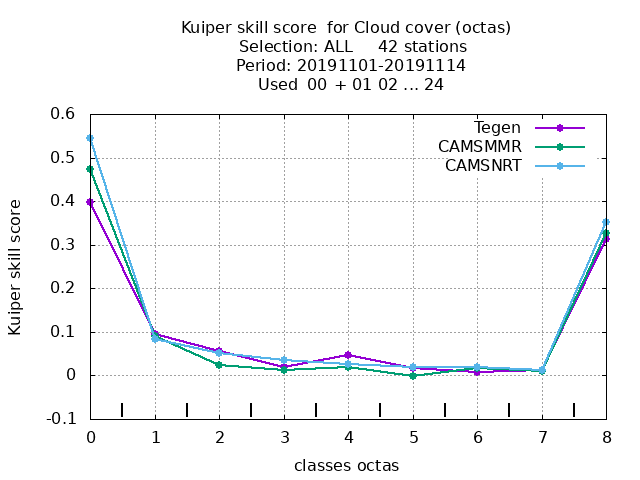 Kuiper skill score for Cloud cover (octas)
Selection: ALL 42 stations
Period: 20191101-20191114
Used 00 + 01 02 ... 24
Tegen
CAMSMMR
CAMSNRT
0.6
0.5
0.4
0.3
0.2
0.1
0
-0.1
Kuiper skill score
0 1 2 3 4 5 6 7 8
classes octas